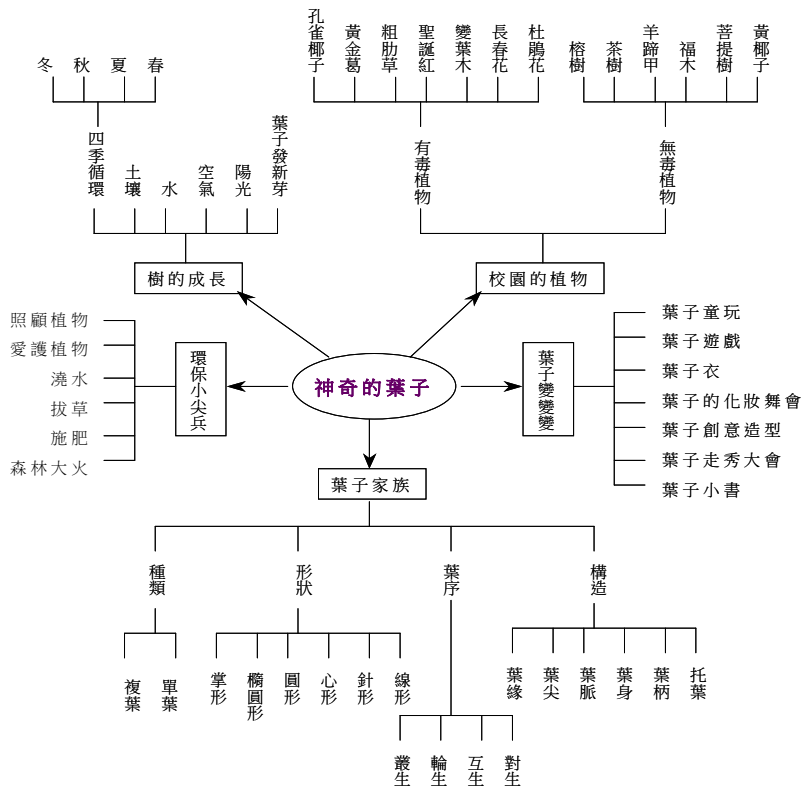 冬
秋
夏
春
四季循環
土壤
水
空氣
陽光
葉子發新芽
樹的成長
孔雀椰子
黃金葛
粗肋草
聖誕紅
變葉木
長春花
杜鵑花
有毒植物
榕樹
茶樹
羊蹄甲
福木
菩提樹
黃椰子
無毒植物
校園的植物
照顧植物
愛護植物
澆水
拔草
施肥
森林大火
環保小尖兵
神奇的葉子
葉子變變變
葉子童玩
葉子遊戲
葉子衣
葉子的化妝舞會
葉子創意造型
葉子走秀大會
葉子小書
葉子家族
種類
複葉
單葉
形狀
掌形
橢圓形
圓形
心形
針形
線形
葉序
叢生
輪生
互生
對生
構造
葉緣
葉尖
葉脈
葉身
葉柄
托葉